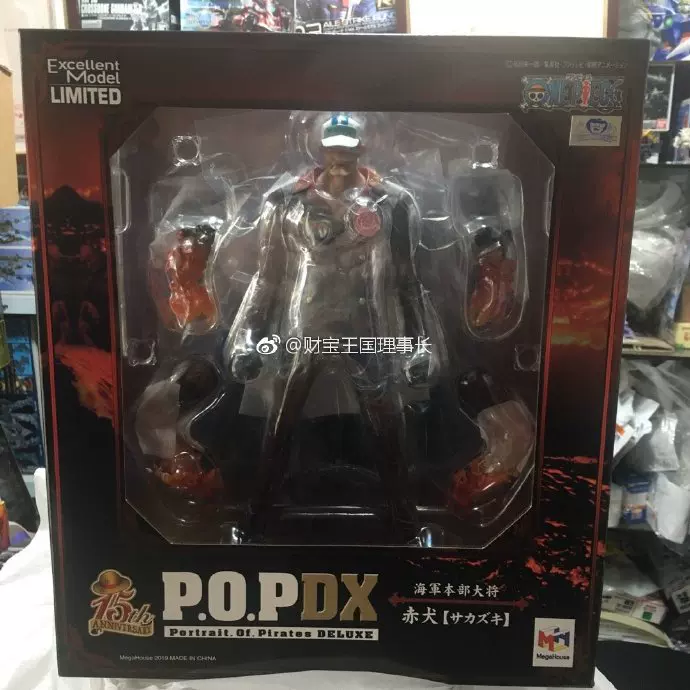 Excellent
Model
LIMITED
ONE PIECE
@财宝王国理事长
15th
ANNIVERSARY
P.O.P DX
Portrait. Of. Pirates DELUXE
海軍本部大将
赤犬【サカズキ】
MegaHouse
MegaHouse 2019 MADE IN CHINA